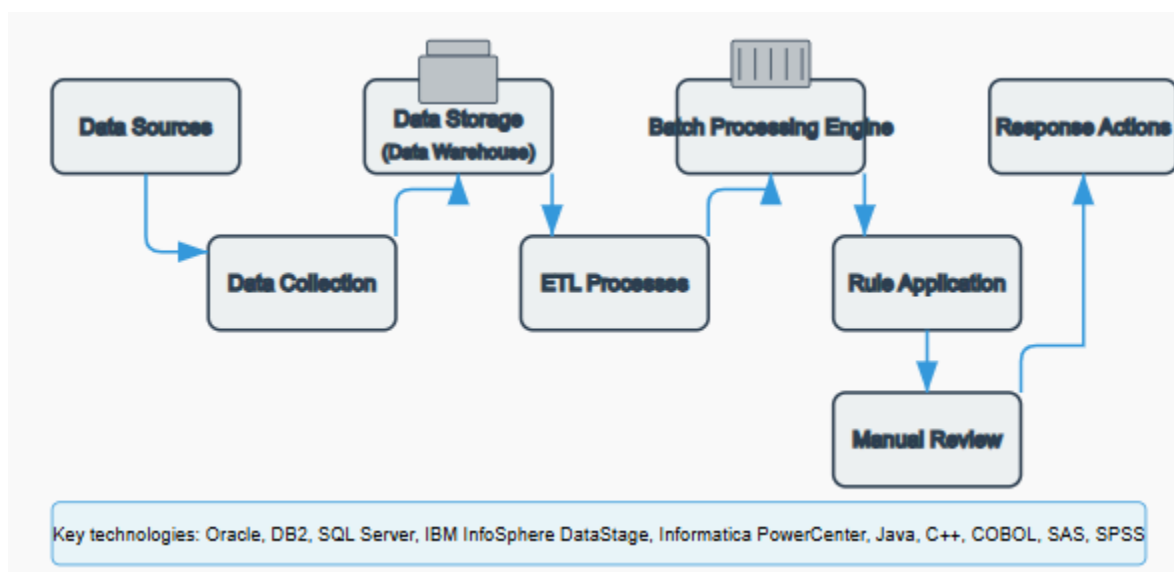 Data Sources
Data Storage
(Data Warehouse)
Batch Processing Engine
Response Actions
Data Collection
ETL Processes
Rule Application
Manual Review
Key technologies: Oracle, DB2, SQL Server, IBM InfoSphere DataStage, Informatica PowerCenter, Java, C++, COBOL, SAS, SPSS